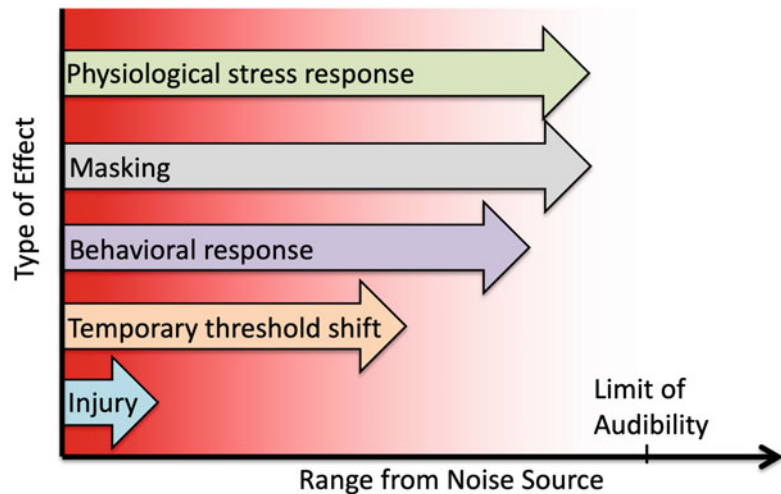 Type of Effect
Physiological stress response
Masking
Behavioral response
Temporary threshold shift
Injury
Limit of
Audibility
Range from Noise Source